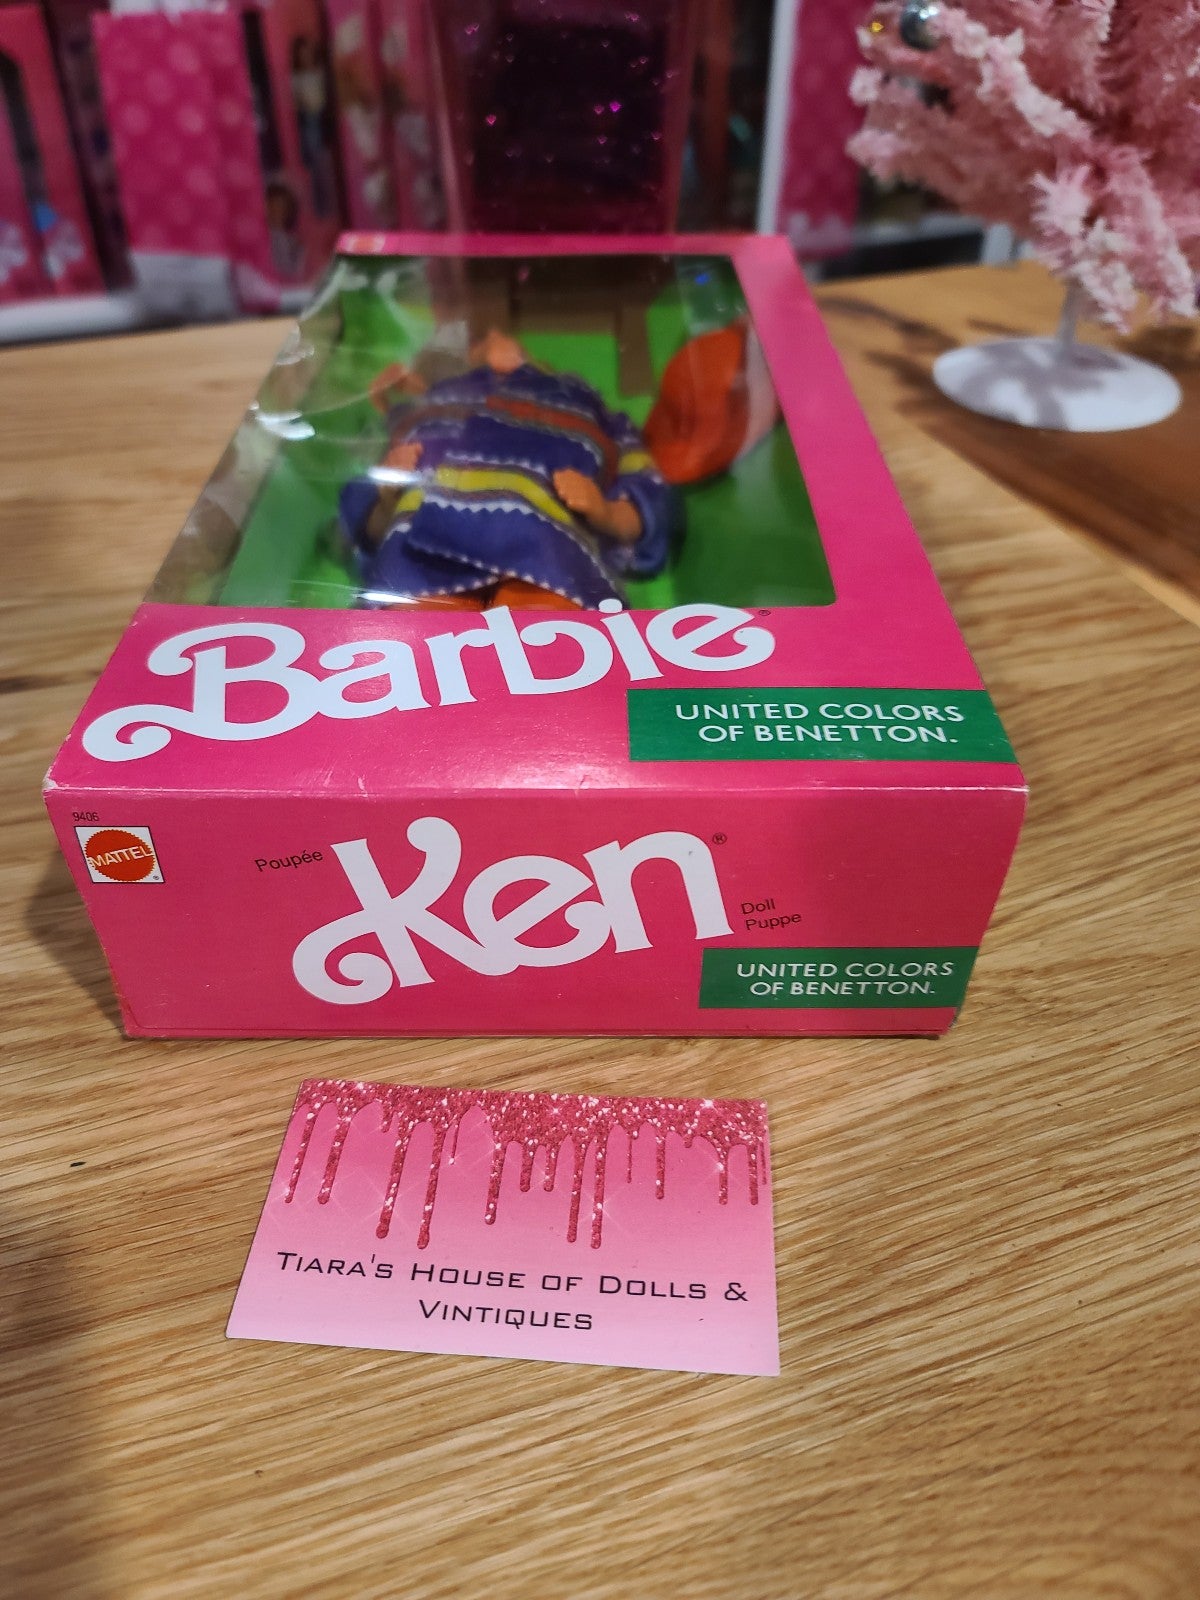 Barbie®
UNITED COLORS
OF BENETTON.
9406
MATTEL
®
Poupée
Ken®
Doll
Puppe
UNITED COLORS
OF BENETTON.
TIARA'S HOUSE OF DOLLS &
VINTIQUES